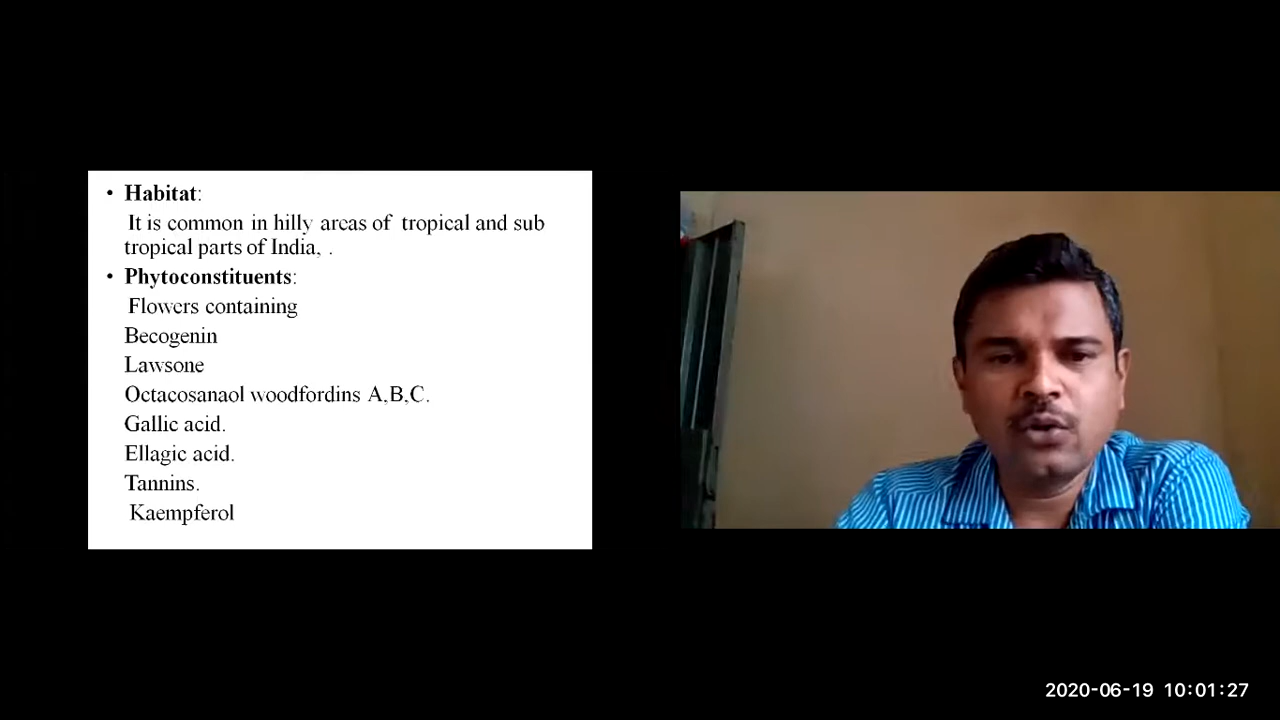 • Habitat:
It is common in hilly areas of tropical and sub
tropical parts of India, .
• Phytoconstituents:
Flowers containing
Becogenin
Lawsone
Octacosanaol woodfordins A,B,C.
Gallic acid.
Ellagic acid.
Tannins.
Kaempferol
2020-06-19 10:01:27